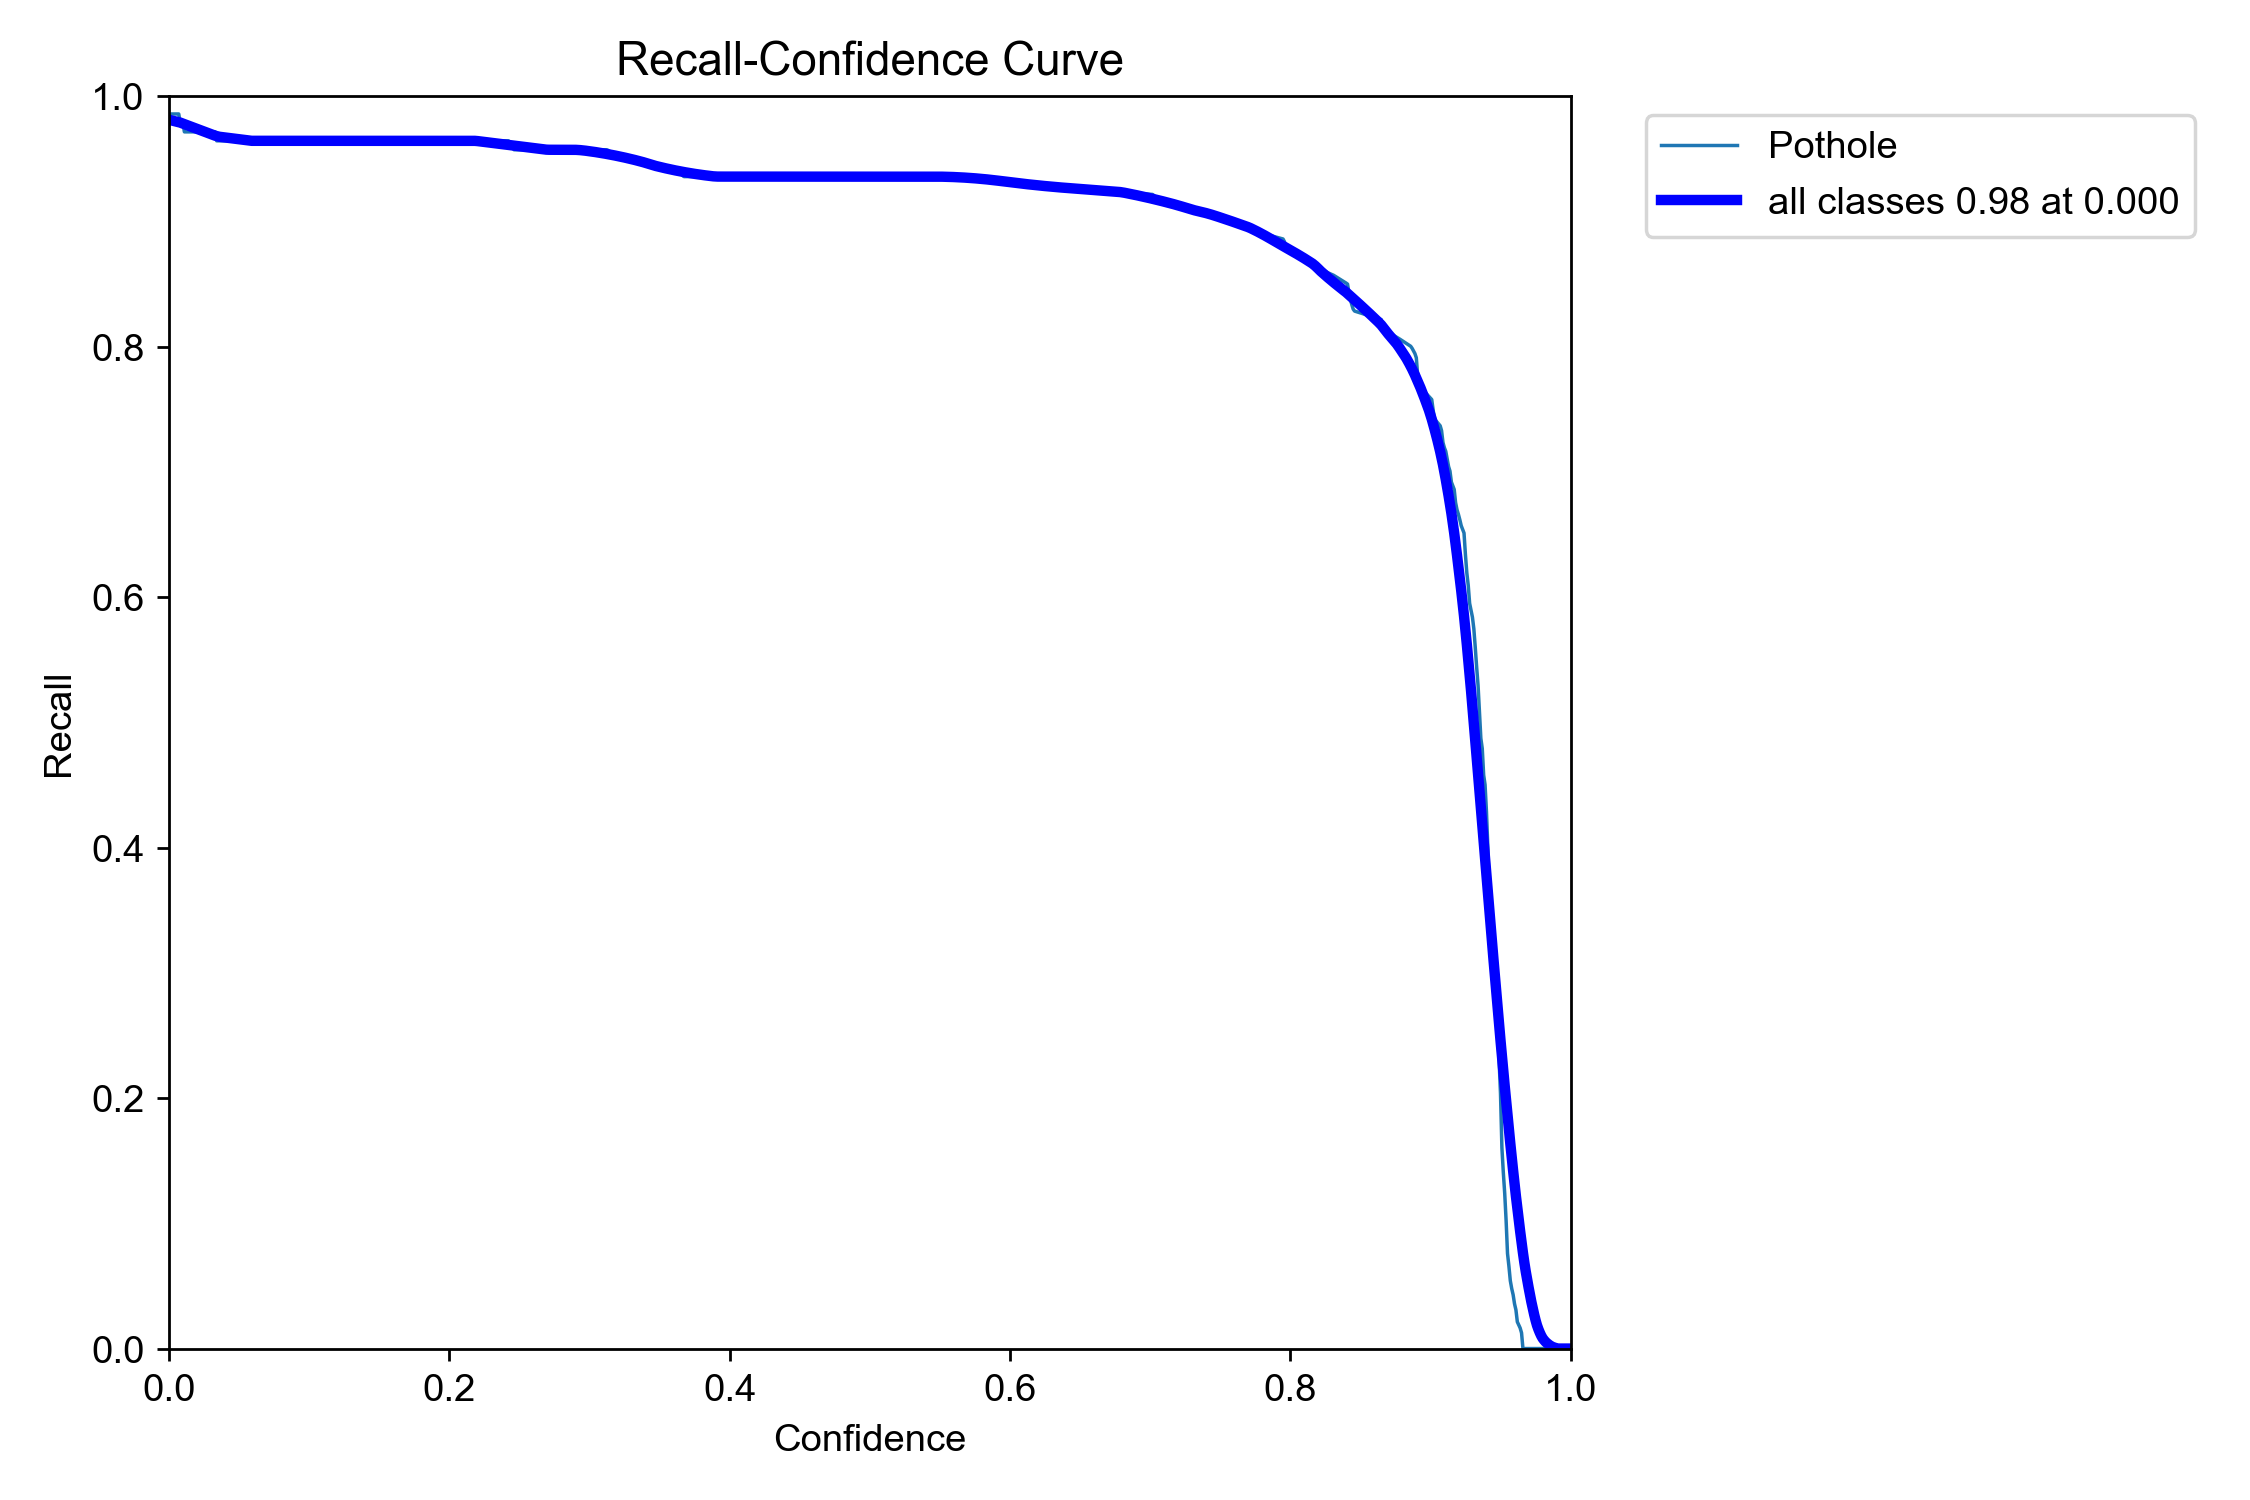 Recall-Confidence Curve
1.0
0.8
0.6
0.4
0.2
0.0
Recall
0.0 0.2 0.4 0.6 0.8 1.0
Confidence
Pothole
all classes 0.98 at 0.000